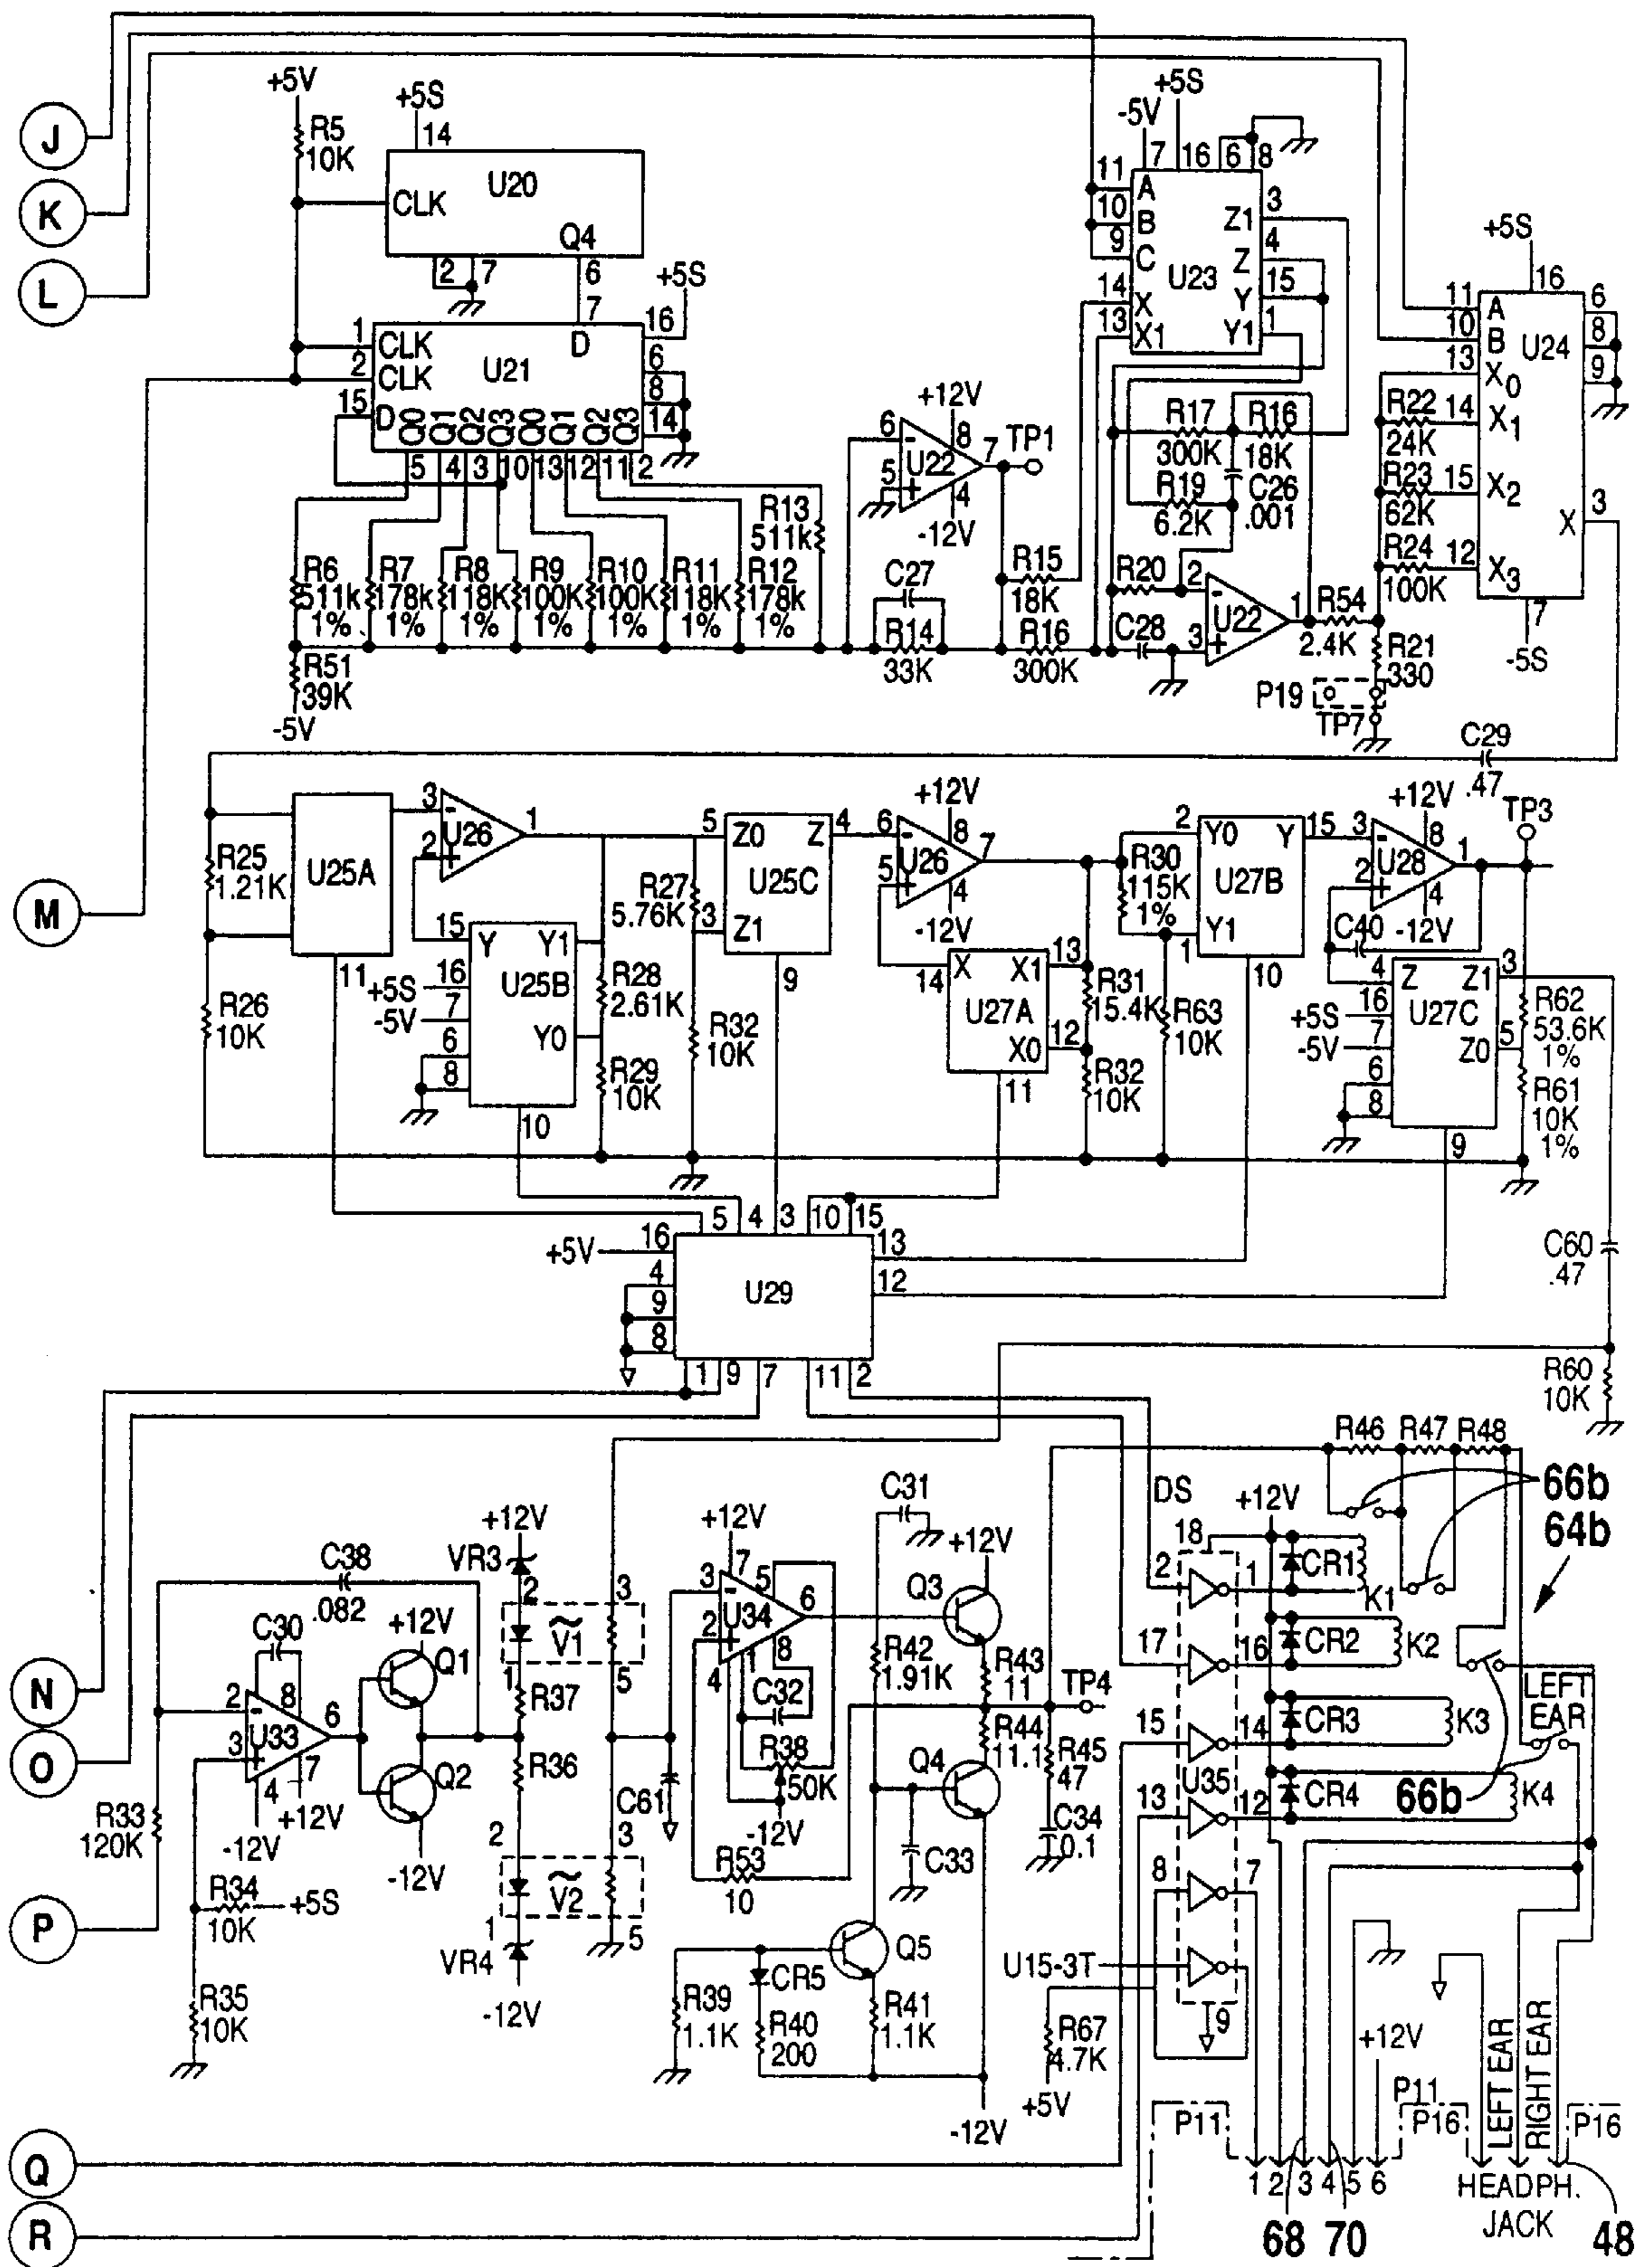 J
K
L
M
N
O
P
Q
R
+5V
R5
10K
+5S
14
U20
CLK
Q4
2
7
6
+5S
7
D
16
1
CLK
2
CLK
U21
6
8
14
15
D
Q0
Q1
Q2
Q3
Q0
Q1
Q2
Q3
5
4
3
10
13
12
11
2
R6
511k
1%
R7
178k
1%
R8
118K
1%
R9
100K
1%
R10
100K
1%
R11
118K
1%
R12
178k
1%
R13
511k
R51
39K
-5V
6
-
5
+
U22
+12V
8
7
TP1
4
-12V
C27
R14
33K
R15
18K
R16
300K
-5V
+5S
7
16
6
8
11
A
10
B
9
C
U23
14
X
13
X1
Z1
3
Z
4
Y
15
Y1
1
R17
300K
R16
18K
R19
6.2K
C26
.001
R20
C28
2
-
3
+
U22
1
R54
2.4K
R21
330
P19
TP7
+5S
16
11
A
10
B
13
X0
U24
6
8
9
R22
24K
14
X1
R23
62K
15
X2
R24
100K
12
X3
X
3
7
-5S
C29
.47
R25
1.21K
R26
10K
U25A
11
3
-
2
+
U26
1
15
Y
Y1
16
+5S
7
-5V
U25B
6
8
Y0
10
R27
5.76K
R28
2.61K
R29
10K
R32
10K
5
Z0
Z
4
U25C
3
Z1
9
6
-
5
+
U26
+12V
8
7
4
-12V
14
X
X1
13
U27A
X0
12
11
R31
15.4K
R32
10K
R30
115K
1%
R63
10K
2
Y0
Y
15
U27B
1
Y1
10
3
-
2
+
U28
+12V
8
1
TP3
4
-12V
C40
4
Z
Z1
3
16
+5S
7
-5V
U27C
5
Z0
6
8
9
R62
53.6K
1%
R61
10K
1%
5
4
3
10
15
+5V
16
U29
13
12
4
9
8
1
9
7
11
2
C60
.47
R60
10K
C38
.082
C30
2
-
3
+
U33
8
6
7
4
-12V
+12V
+12V
Q1
Q2
-12V
R33
120K
R34
10K
+5S
R35
10K
+12V
VR3
2
V1
1
3
5
R37
R36
2
V2
1
3
5
VR4
-12V
C61
+12V
7
5
3
-
2
+
U34
6
4
1
8
C32
R38
50K
-12V
R53
10
C31
R42
1.91K
+12V
Q3
R43
11
R44
11.1
TP4
Q4
C33
R45
47
C34
0.1
Q5
CR5
R39
1.1K
R40
200
R41
1.1K
-12V
R46
R47
R48
66b
64b
DS
+12V
18
2
1
CR1
K1
17
16
CR2
K2
15
14
CR3
K3
U35
13
12
CR4
K4
8
7
LEFT
EAR
66b
U15-3T
9
R67
4.7K
+5V
+12V
P11
P11
P16
P16
LEFT EAR
RIGHT EAR
1
2
3
4
5
6
HEADPH.
JACK
68
70
48